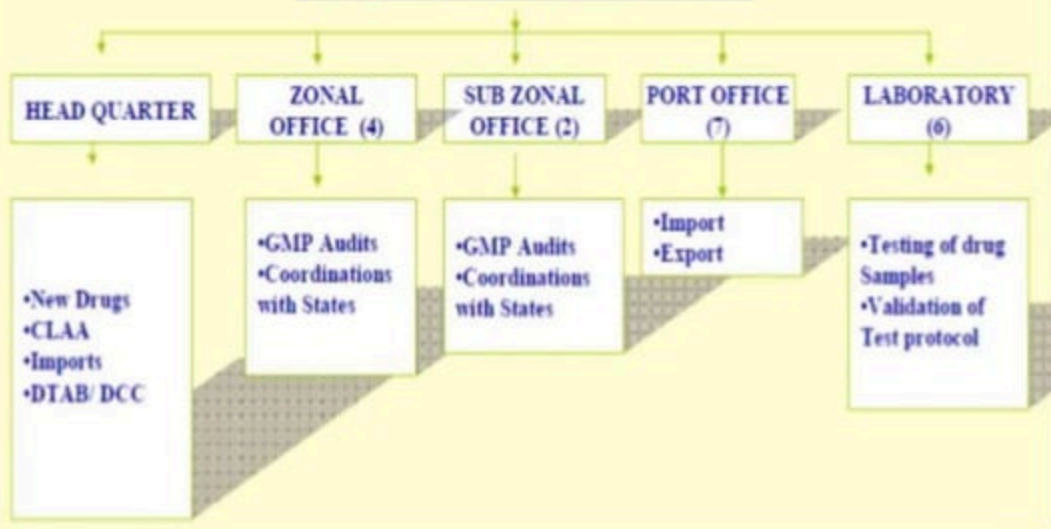 HEAD QUARTER
ZONAL
OFFICE (4)
SUB ZONAL
OFFICE (2)
PORT OFFICE
(7)
LABORATORY
(6)
•New Drugs
•CLAA
•Imports
•DTAB/ DCC
•GMP Audits
•Coordinations
with States
•GMP Audits
•Coordinations
with States
•Import
•Export
•Testing of drug
Samples
•Validation of
Test protocol